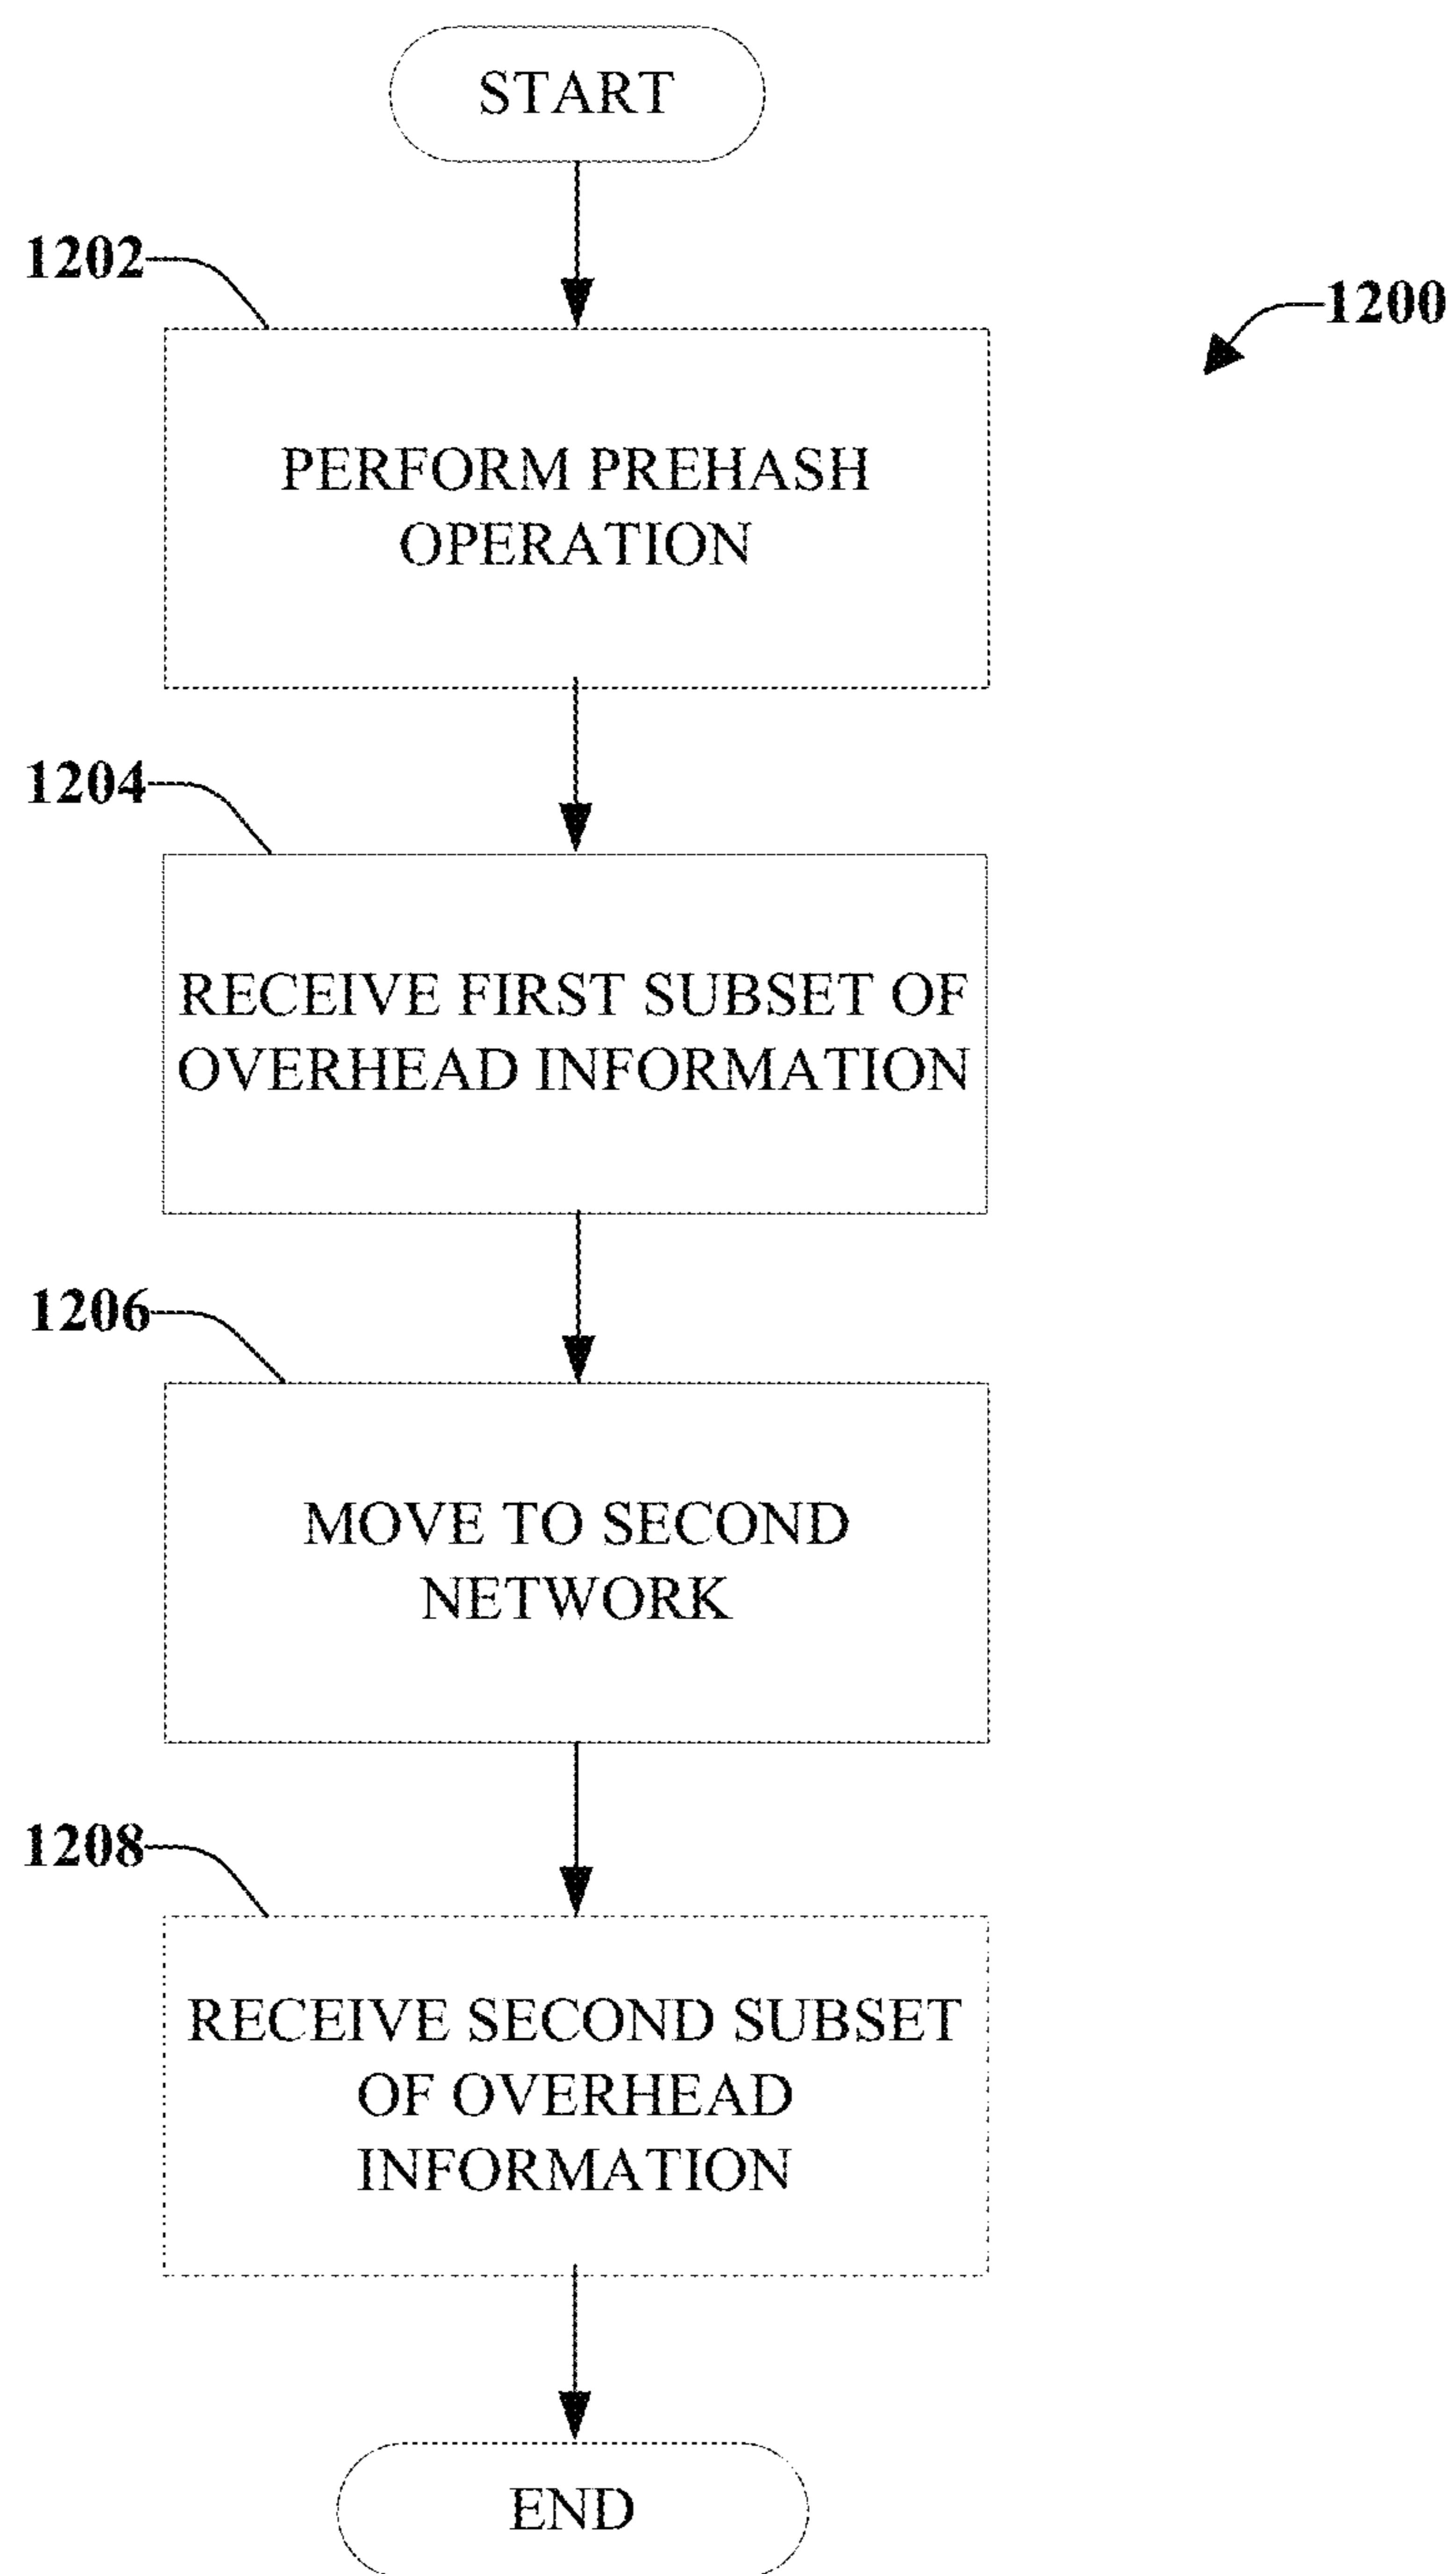 START
1202
1200
PERFORM PREHASH
OPERATION
1204
RECEIVE FIRST SUBSET OF
OVERHEAD INFORMATION
1206
MOVE TO SECOND
NETWORK
1208
RECEIVE SECOND SUBSET
OF OVERHEAD
INFORMATION
END